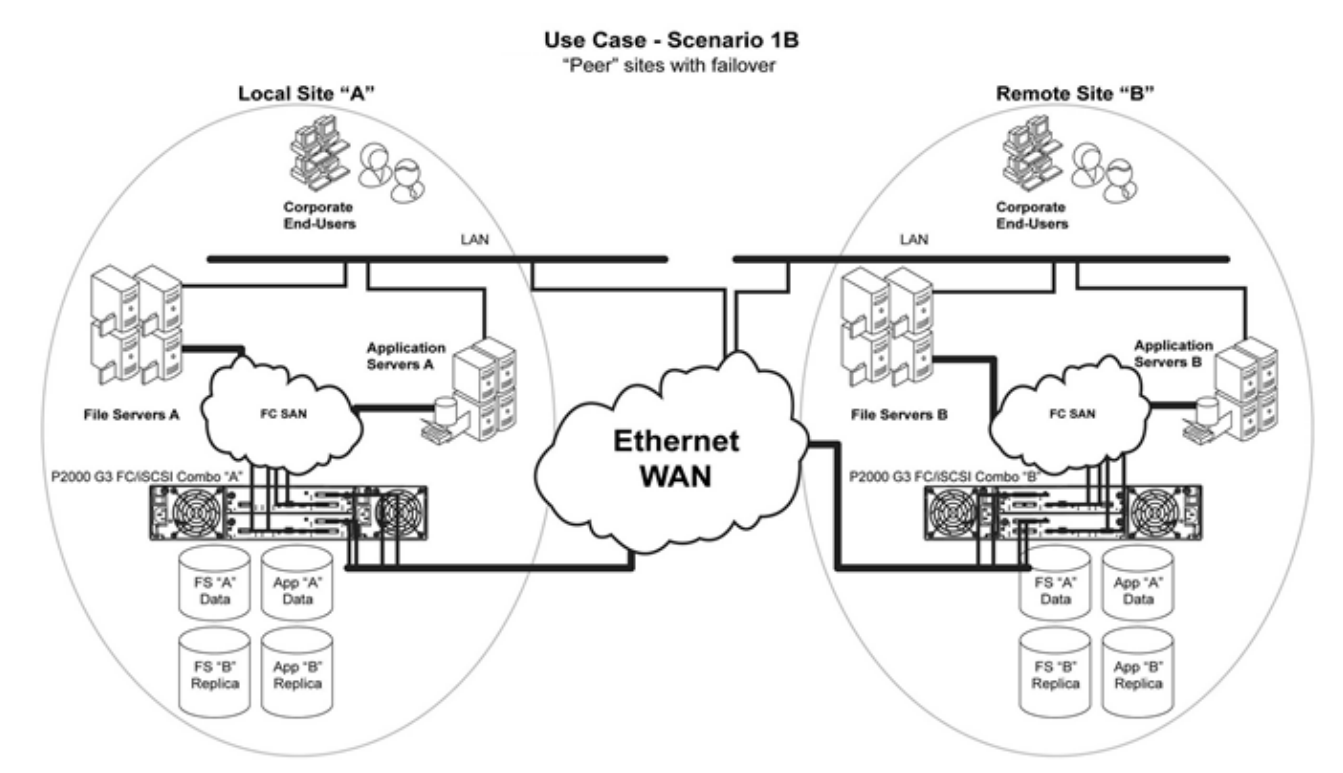 Use Case - Scenario 1B
“Peer” sites with failover
Local Site “A”
Corporate
End-Users
LAN
Application
Servers A
File Servers A
FC SAN
P2000 G3 FC/iSCSI Combo “A”
FS “A”
Data
App “A”
Data
FS “B”
Replica
App “B”
Replica
Ethernet
WAN
Remote Site “B”
Corporate
End-Users
LAN
Application
Servers B
File Servers B
FC SAN
P2000 G3 FC/iSCSI Combo “B”
FS “A”
Data
App “A”
Data
FS “B”
Replica
App “B”
Replica